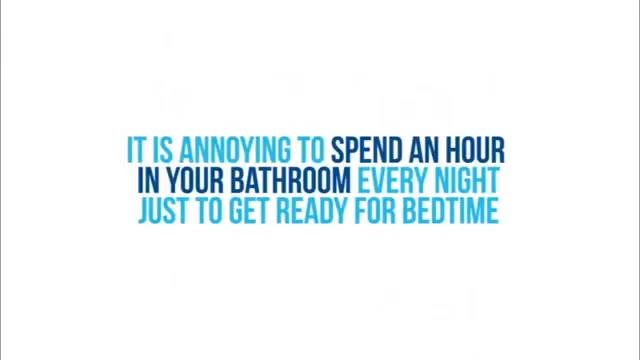 IT IS ANNOYING TO SPEND AN HOUR
IN YOUR BATHROOM EVERY NIGHT
JUST TO GET READY FOR BEDTIME